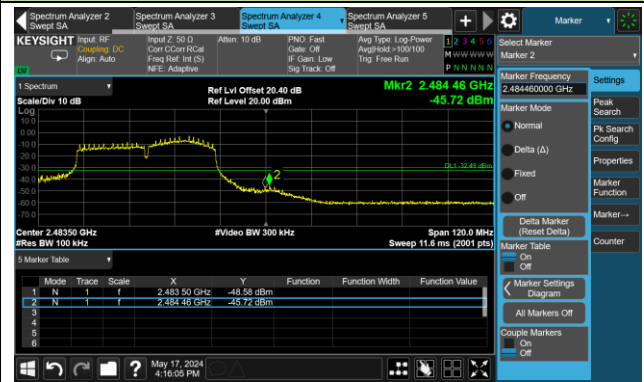 Spectrum Analyzer 2
Swept SA
Spectrum Analyzer 3
Swept SA
Spectrum Analyzer 4
Swept SA
Spectrum Analyzer 5
Swept SA
Marker
KEYSIGHT
Input: RF
Coupling: DC
Align: Auto
Input Z: 50 Ω
Corr CCorr RCal
Freq Ref: Int (S)
NFE: Adaptive
Atten: 10 dB
PNO: Fast
Gate: Off
IF Gain: Low
Sig Track: Off
Avg Type: Log-Power
Avg|Hold:>100/100
Trig: Free Run
1 2 3 4 5 6
M W W W W W
P N N N N N
LVI
1 Spectrum
Scale/Div 10 dB
Ref Lvl Offset 20.40 dB
Ref Level 20.00 dBm
Mkr2 2.484 46 GHz
-45.72 dBm
Log
10.0
0.00
-10.0
-20.0
-30.0
-40.0
-50.0
-60.0
-70.0
DL1 -32.49 dBm
2
Center 2.48350 GHz
#Res BW 100 kHz
#Video BW 300 kHz
Span 120.0 MHz
Sweep 11.6 ms (2001 pts)
5 Marker Table
Mode Trace Scale X Y Function Function Width Function Value
1 N 1 f 2.483 50 GHz -48.58 dBm
2 N 1 f 2.484 46 GHz -45.72 dBm
3
4
5
6
May 17, 2024
4:16:05 PM
Select Marker
Marker 2
Marker Frequency
2.484460000 GHz
Marker Mode
Normal
Delta (Δ)
Fixed
Off
Delta Marker
(Reset Delta)
Marker Table
On
Off
Marker Settings
Diagram
All Markers Off
Couple Markers
On
Off
Settings
Peak
Search
Pk Search
Config
Properties
Marker
Function
Marker→
Counter